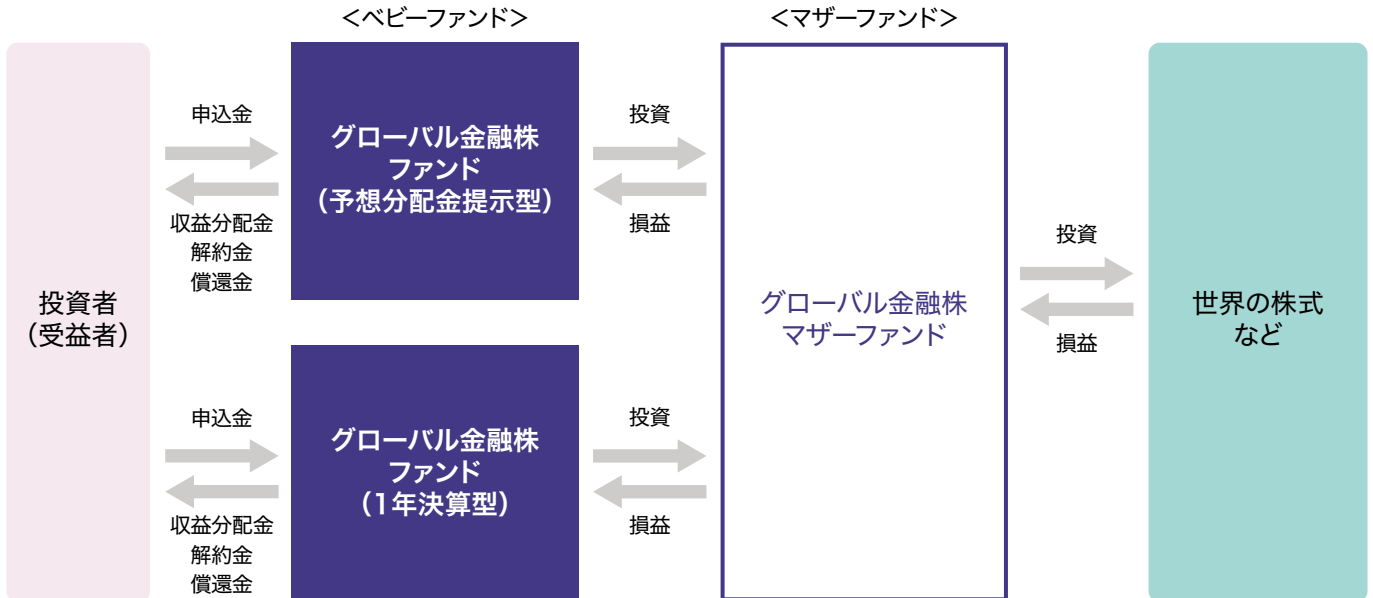 ＜ベビーファンド＞
＜マザーファンド＞
投資者
（受益者）
申込金
収益分配金
解約金
償還金
グローバル金融株
ファンド
（予想分配金提示型）
投資
損益
申込金
収益分配金
解約金
償還金
グローバル金融株
ファンド
（1年決算型）
投資
損益
グローバル金融株
マザーファンド
投資
損益
世界の株式
など